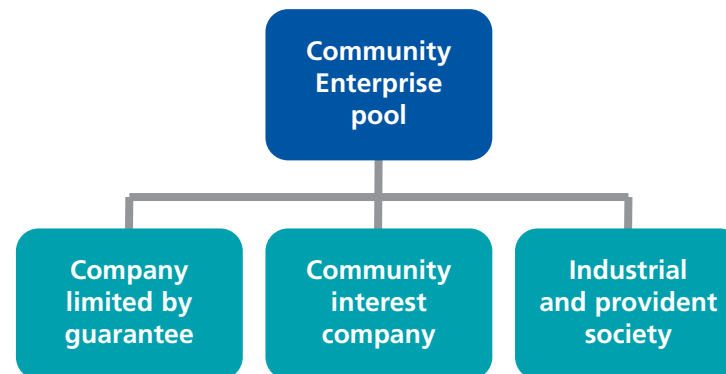 Community
Enterprise
pool
Company
limited by
guarantee
Community
interest
company
Industrial
and provident
society